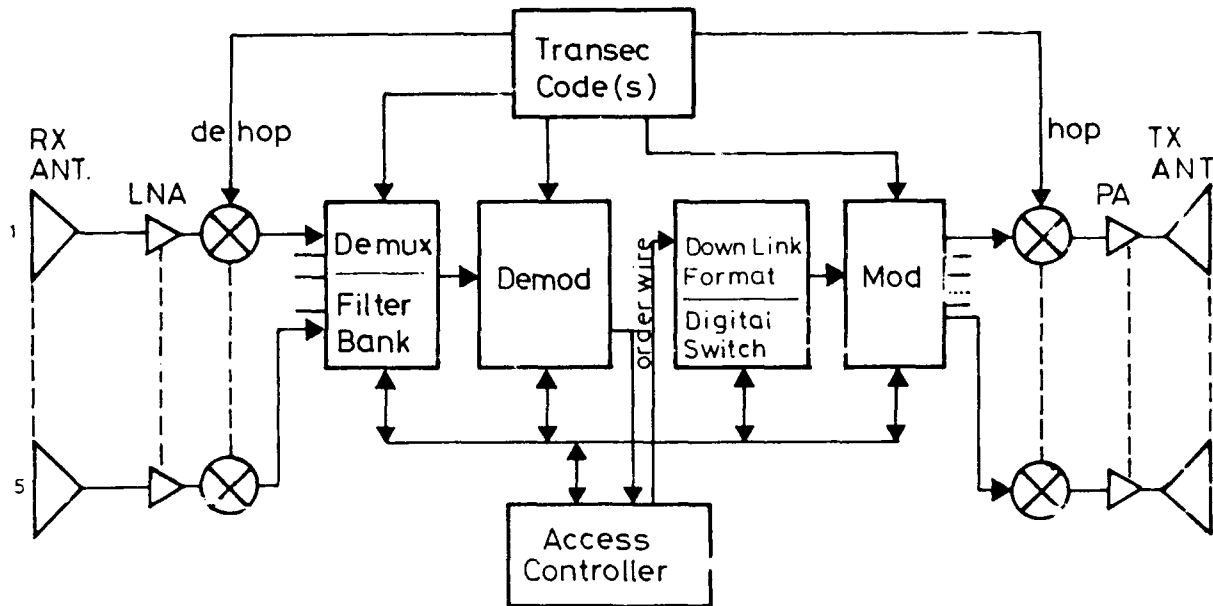 Transec
Code(s)
de hop
hop
RX
ANT.
LNA
TX
ANT
PA
1
Demux
Filter
Bank
Demod
order wire
Down Link
Format
Digital
Switch
Mod
5
Access
Controller